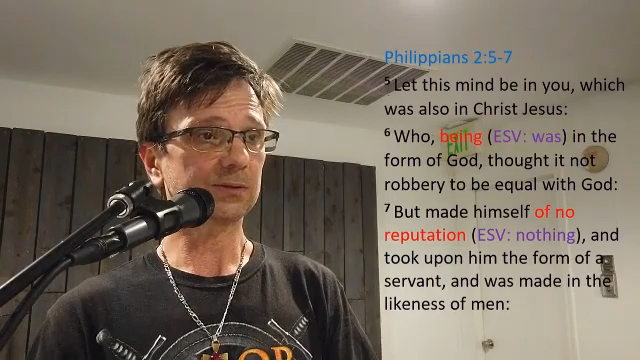 Philippians 2:5-7
5 Let this mind be in you, which
was also in Christ Jesus:
6 Who, being (ESV: was) in the
form of God, thought it not
robbery to be equal with God:
7 But made himself of no
reputation (ESV: nothing), and
took upon him the form of a
servant, and was made in the
likeness of men: